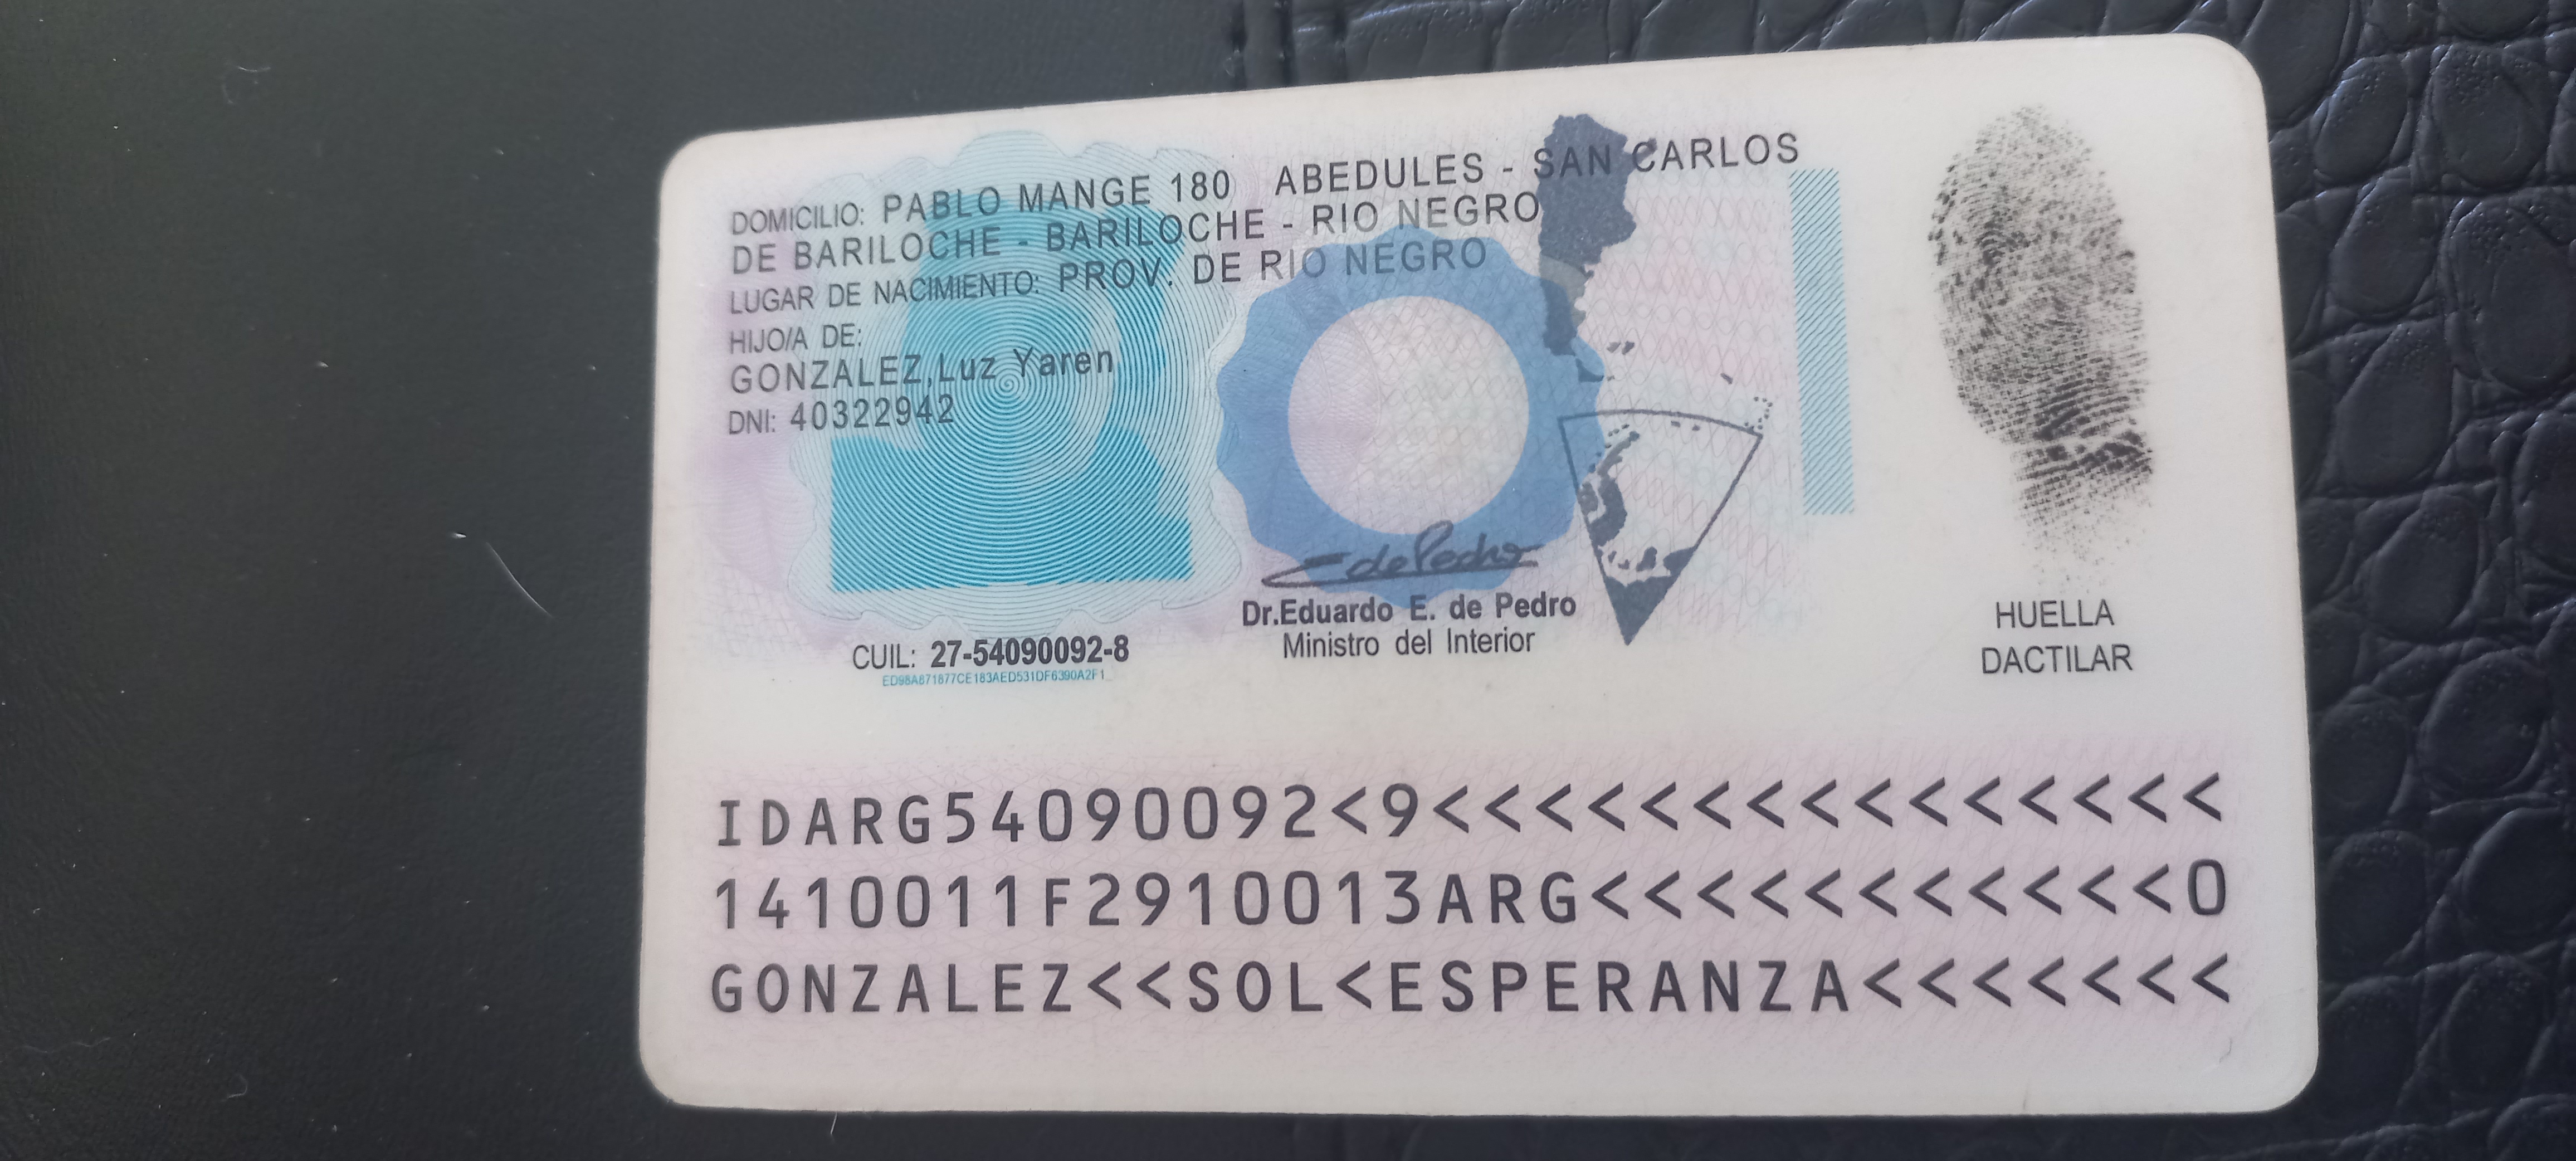 DOMICILIO: PABLO MANGE 180 ABEDULES - SAN CARLOS
DE BARILOCHE - BARILOCHE - RIO NEGRO
LUGAR DE NACIMIENTO: PROV. DE RIO NEGRO
HIJO/A DE:
GONZALEZ,Luz Yaren
DNI: 40322942
Dr.Eduardo E. de Pedro
Ministro del Interior
CUIL: 27-54090092-8
HUELLA
DACTILAR
IDARG54090092<9<<<<<<<<<<<<<<<
1410011F2910013ARG<<<<<<<<<<<0
GONZALEZ<<SOL<ESPERANZA<<<<<<<